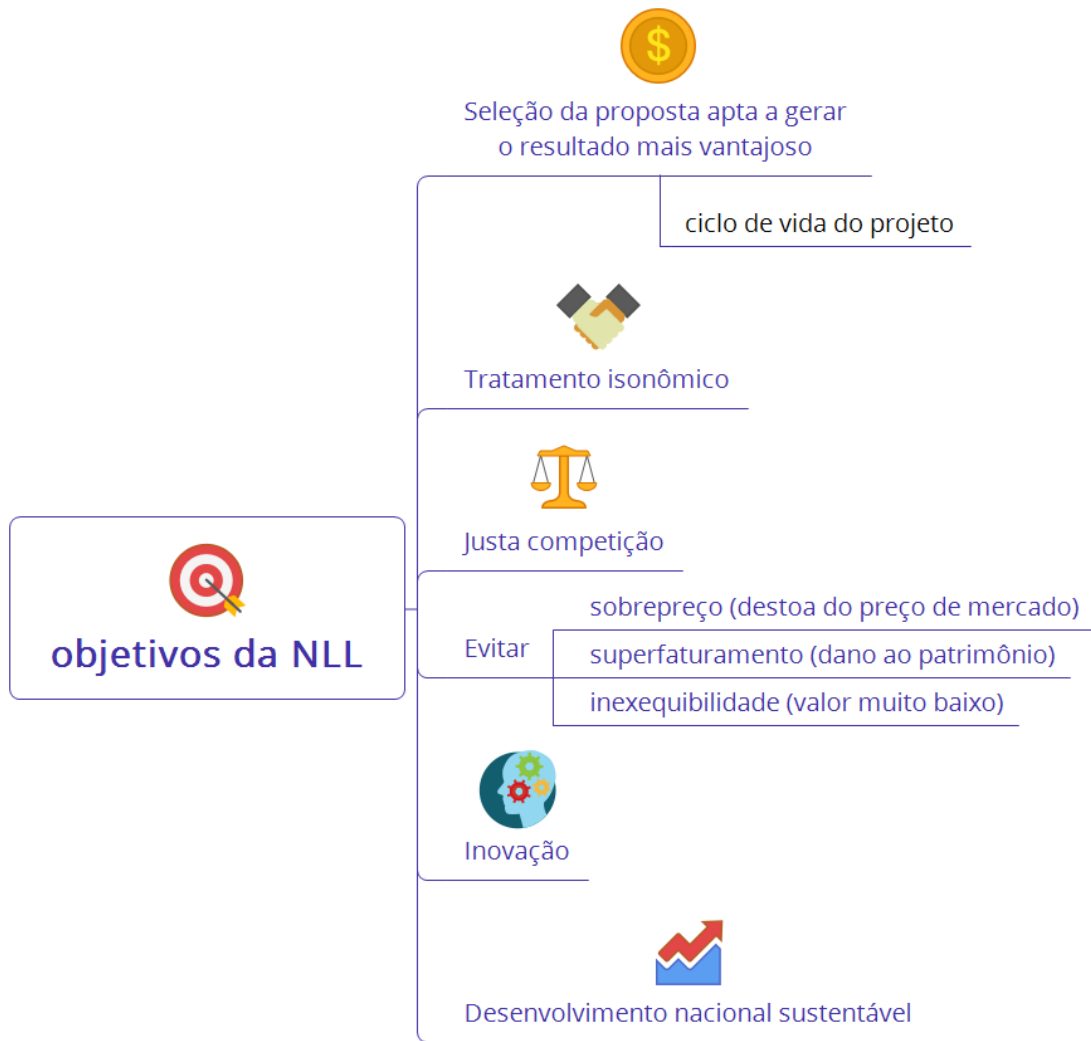 $
Seleção da proposta apta a gerar
o resultado mais vantajoso
ciclo de vida do projeto
Tratamento isonômico
Justa competição
objetivos da NLL
Evitar
sobrepreço (destoa do preço de mercado)
superfaturamento (dano ao patrimônio)
inexequibilidade (valor muito baixo)
Inovação
Desenvolvimento nacional sustentável